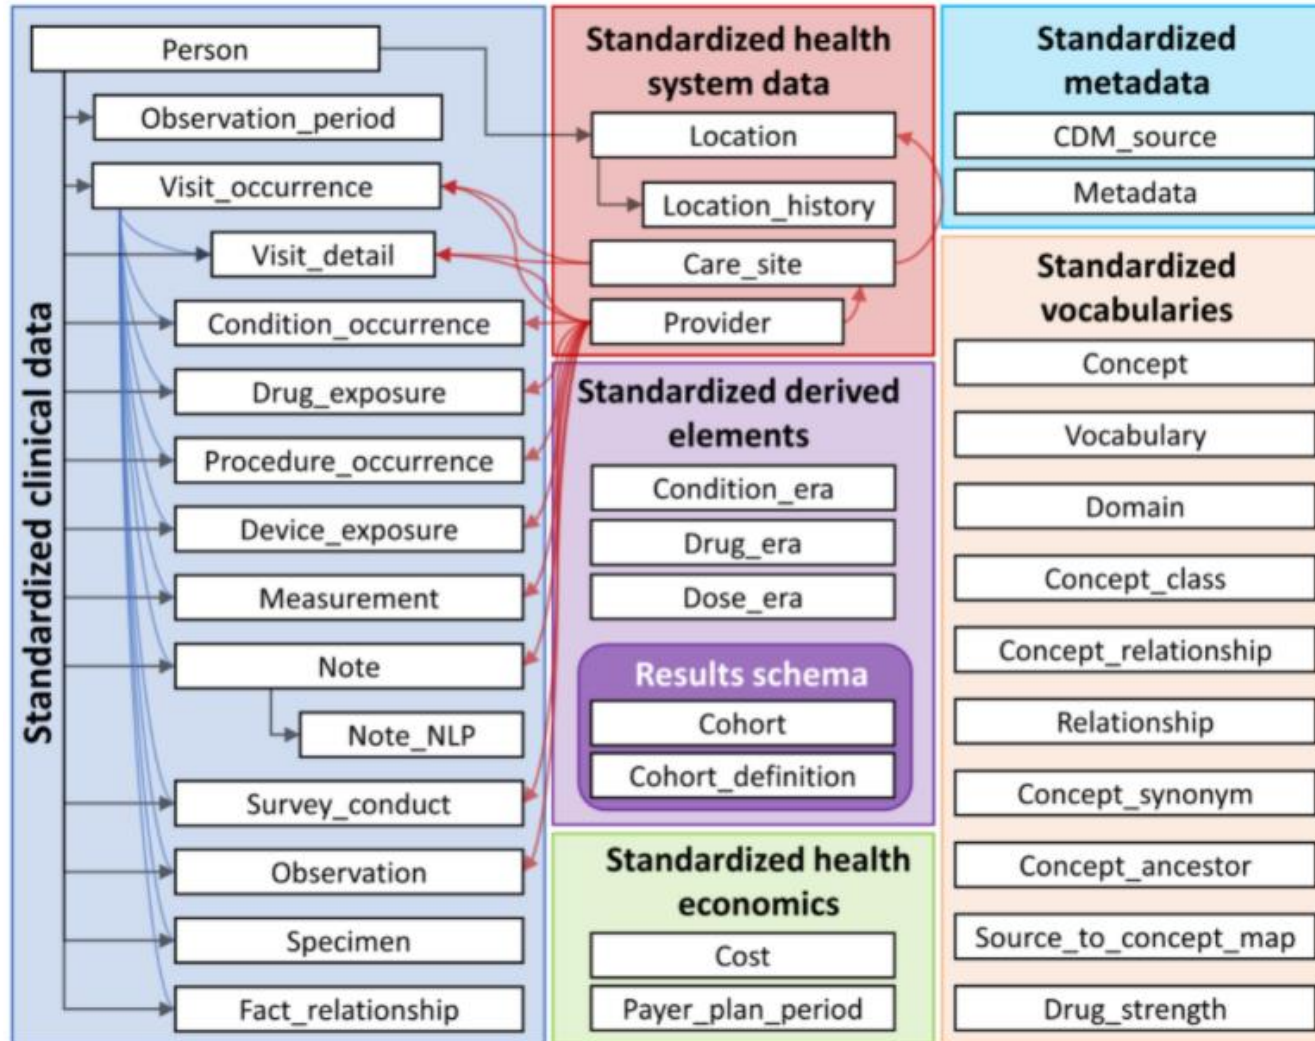 Standardized clinical data
Person
Observation_period
Visit_occurrence
Visit_detail
Condition_occurrence
Drug_exposure
Procedure_occurrence
Device_exposure
Measurement
Note
Note_NLP
Survey_conduct
Observation
Specimen
Fact_relationship
Standardized health
system data
Location
Location_history
Care_site
Provider
Standardized derived
elements
Condition_era
Drug_era
Dose_era
Results schema
Cohort
Cohort_definition
Standardized health
economics
Cost
Payer_plan_period
Standardized
metadata
CDM_source
Metadata
Standardized
vocabularies
Concept
Vocabulary
Domain
Concept_class
Concept_relationship
Relationship
Concept_synonym
Concept_ancestor
Source_to_concept_map
Drug_strength